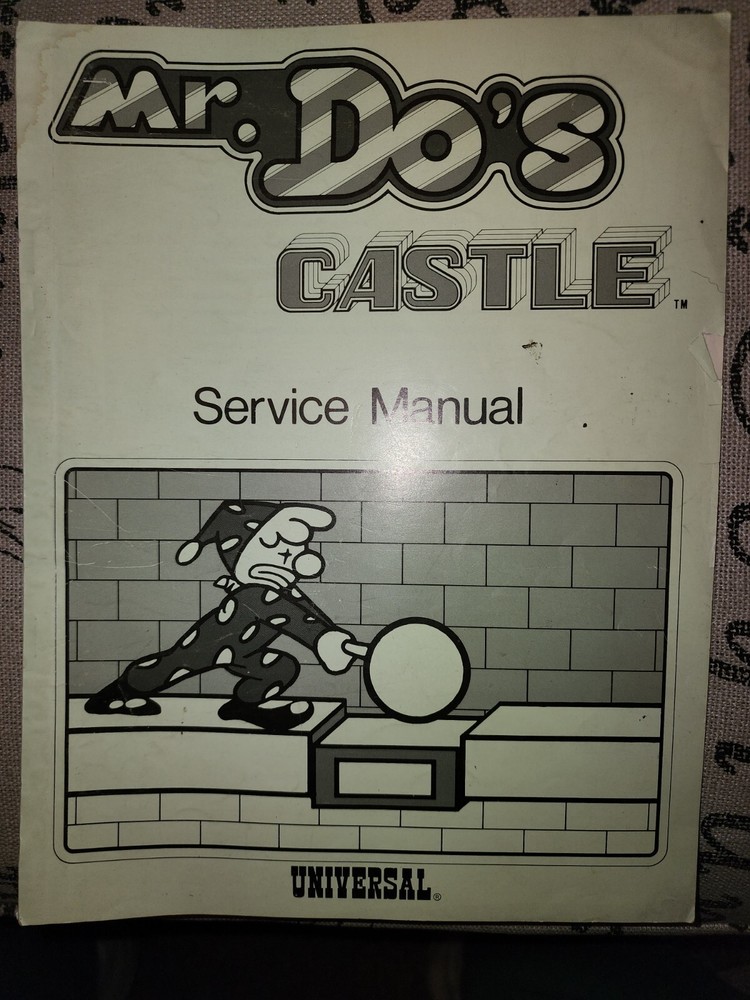 Mr. Do's
CASTLE™
Service Manual
UNIVERSAL®